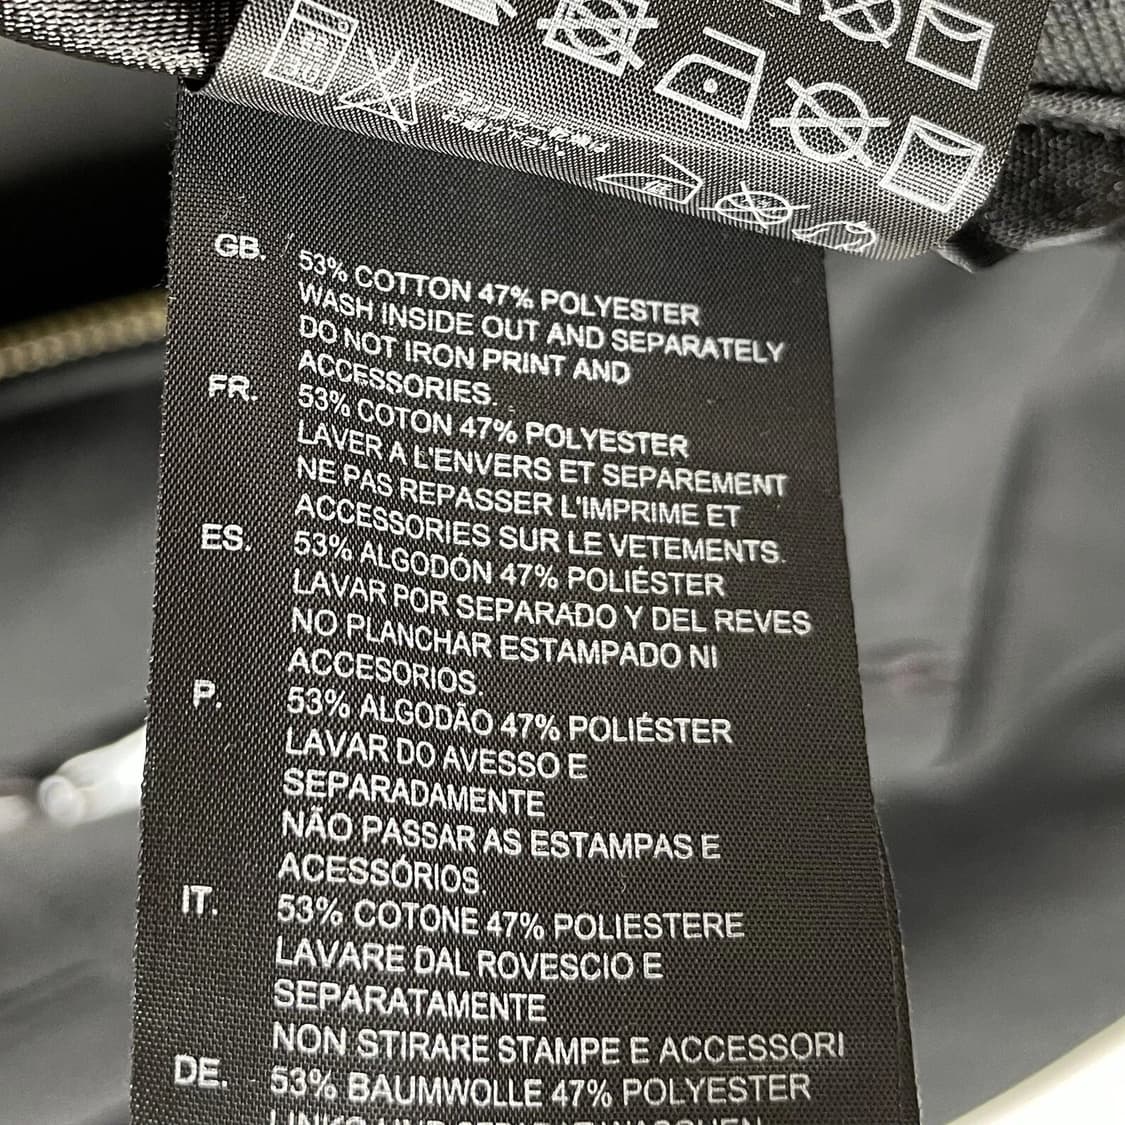 GB. 53% COTTON 47% POLYESTER
WASH INSIDE OUT AND SEPARATELY
DO NOT IRON PRINT AND
ACCESSORIES.
FR. 53% COTON 47% POLYESTER
LAVER A L'ENVERS ET SEPAREMENT
NE PAS REPASSER L'IMPRIME ET
ACCESSORIES SUR LE VETEMENTS.
ES. 53% ALGODÓN 47% POLIÉSTER
LAVAR POR SEPARADO Y DEL REVES
NO PLANCHAR ESTAMPADO NI
ACCESORIOS.
P. 53% ALGODÃO 47% POLIÉSTER
LAVAR DO AVESSO E
SEPARADAMENTE
NÃO PASSAR AS ESTAMPAS E
ACESSÓRIOS.
IT. 53% COTONE 47% POLIESTERE
LAVARE DAL ROVESCIO E
SEPARATAMENTE
NON STIRARE STAMPE E ACCESSORI
DE. 53% BAUMWOLLE 47% POLYESTER